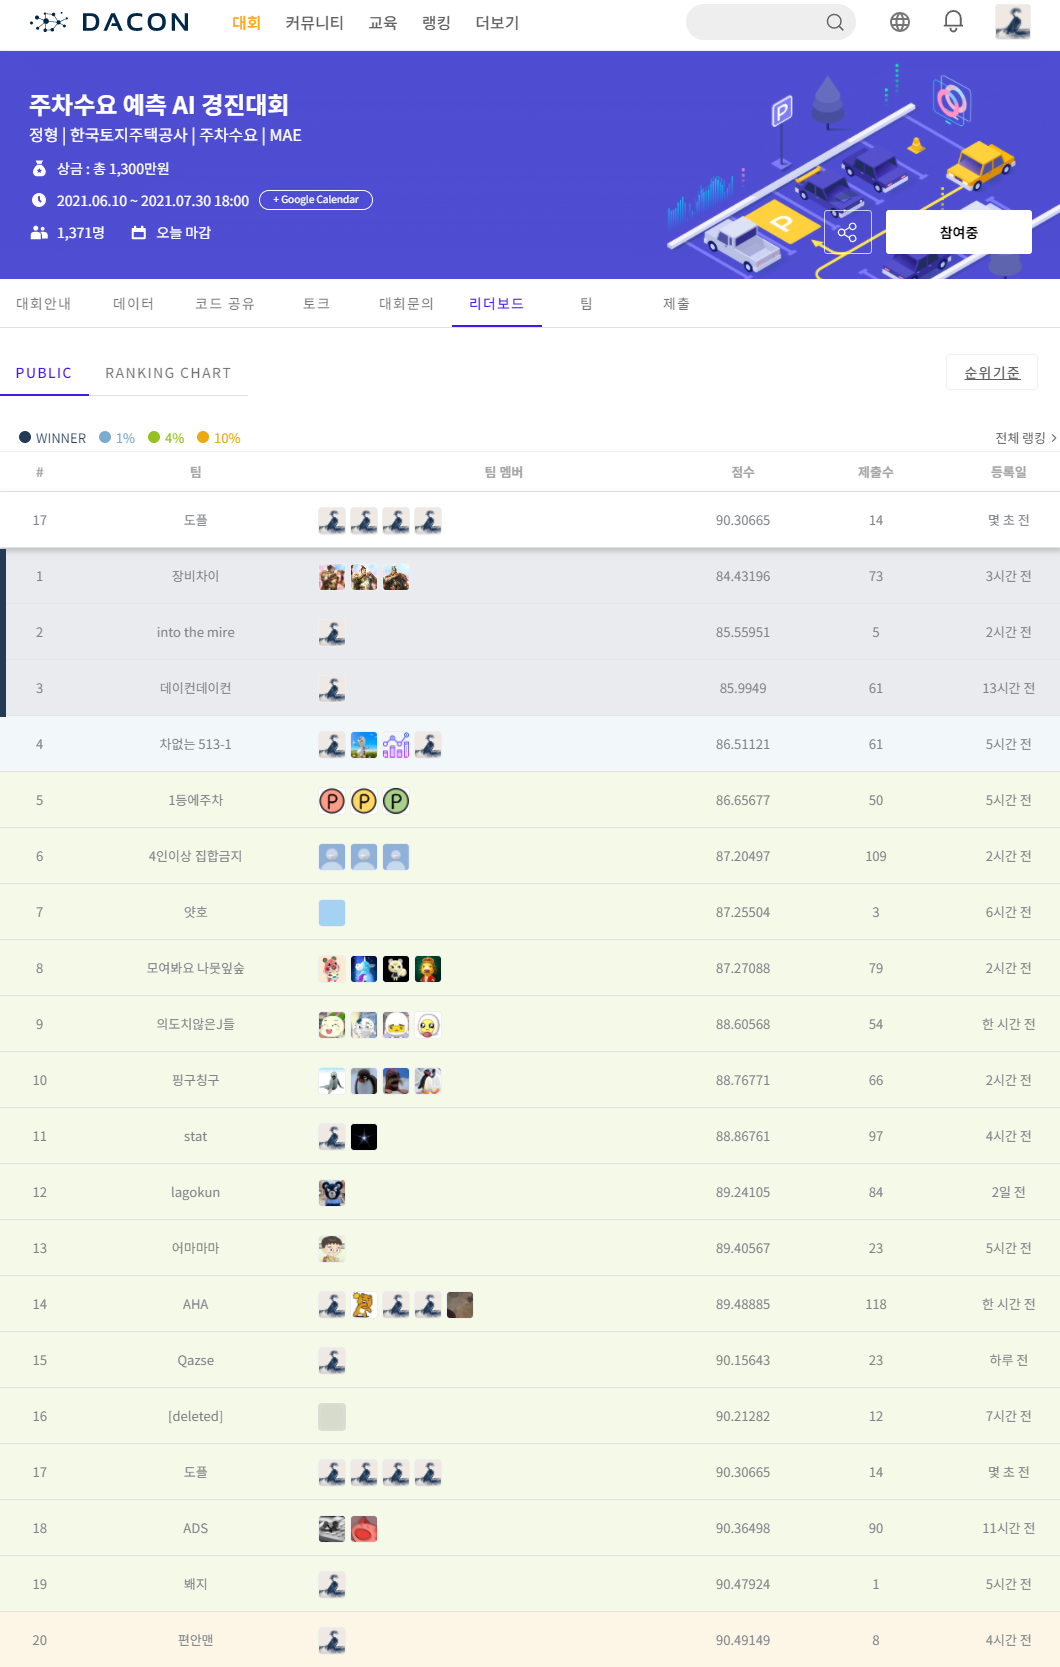 DACON 대회 커뮤니티 교육 랭킹 더보기
주차수요 예측 AI 경진대회
정형 | 한국토지주택공사 | 주차수요 | MAE
상금 : 총 1,300만원
2021.06.10 ~ 2021.07.30 18:00 + Google Calendar
1,371명 오늘 마감
참여중
대회안내 데이터 코드 공유 토크 대회문의 리더보드 팀 제출
PUBLIC RANKING CHART 순위기준
WINNER 1% 4% 10% 전체 랭킹 >
# 팀 팀 멤버 점수 제출수 등록일
17 도플 90.30665 14 몇 초 전
1 장비차이 84.43196 73 3시간 전
2 into the mire 85.55951 5 2시간 전
3 데이컨데이컨 85.9949 61 13시간 전
4 차없는 513-1 86.51121 61 5시간 전
5 1등에주차 P P P 86.65677 50 5시간 전
6 4인이상 집합금지 87.20497 109 2시간 전
7 얏호 87.25504 3 6시간 전
8 모여봐요 나뭇잎숲 87.27088 79 2시간 전
9 의도치않은J들 88.60568 54 한 시간 전
10 핑구칭구 88.76771 66 2시간 전
11 stat 88.86761 97 4시간 전
12 lagokun 89.24105 84 2일 전
13 어마마마 89.40567 23 5시간 전
14 AHA 89.48885 118 한 시간 전
15 Qazse 90.15643 23 하루 전
16 [deleted] 90.21282 12 7시간 전
17 도플 90.30665 14 몇 초 전
18 ADS 90.36498 90 11시간 전
19 봬지 90.47924 1 5시간 전
20 편안맨 90.49149 8 4시간 전